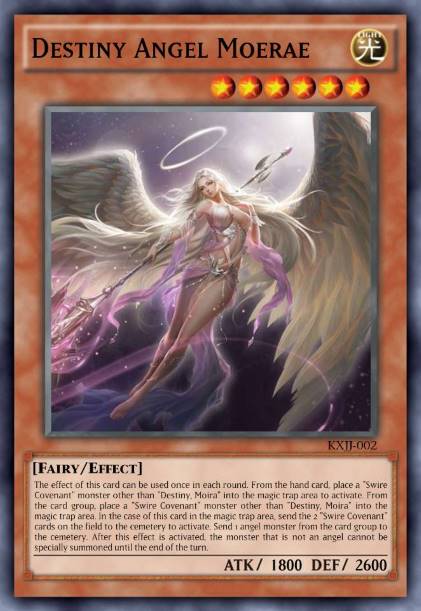 DESTINY ANGEL MOERAE
LIGHT
光
KXJJ-002
[FAIRY/EFFECT]
The effect of this card can be used once in each round. From the hand card, place a "Swire
Covenant" monster other than "Destiny, Moira" into the magic trap area to activate. From
the card group, place a "Swire Covenant" monster other than "Destiny, Moira" into the
magic trap area. In the case of this card in the magic trap area, send the 2 "Swire Covenant"
cards on the field to the cemetery to activate. Send 1 angel monster from the card group to
the cemetery. After this effect is activated, the monster that is not an angel cannot be
specially summoned until the end of the turn.
ATK/ 1800 DEF/ 2600